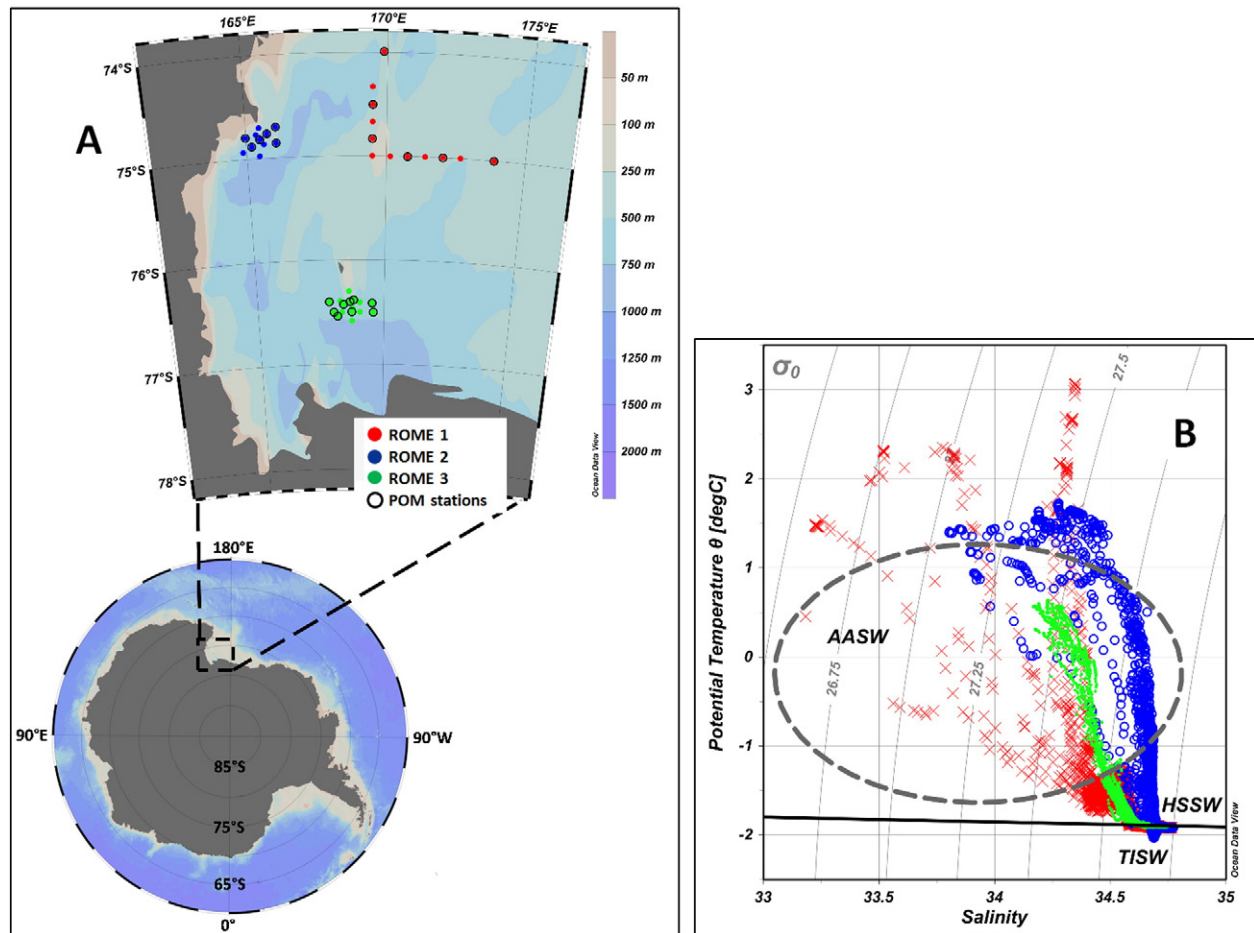 165°E 170°E 175°E
74°S
75°S
76°S
77°S
78°S
A
50 m
100 m
250 m
500 m
750 m
1000 m
1250 m
1500 m
2000 m
Ocean Data View
ROME 1
ROME 2
ROME 3
POM stations
180°E
90°E
90°W
85°S
75°S
65°S
0°
σ0
27.5
B
3
2
1
0
-1
-2
Potential Temperature θ [degC]
AASW
26.75
27.25
HSSW
TISW
33 33.5 34 34.5 35
Salinity
Ocean Data View